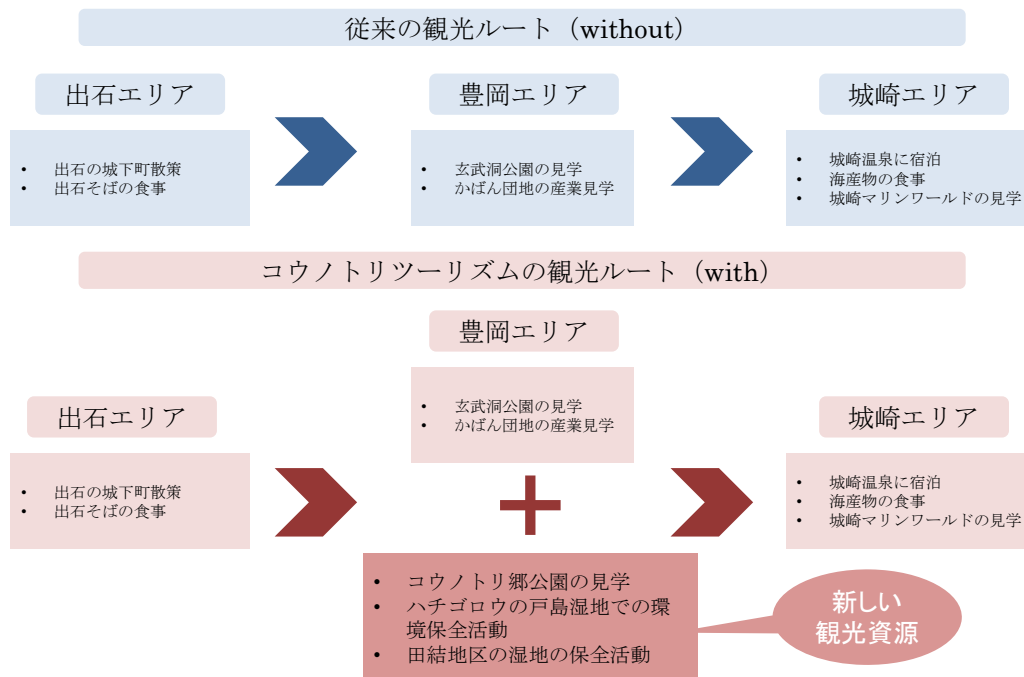 従来の観光ルート（without）
出石エリア
豊岡エリア
城崎エリア
• 出石の城下町散策
• 出石そばの食事
• 玄武洞公園の見学
• かばん団地の産業見学
• 城崎温泉に宿泊
• 海産物の食事
• 城崎マリンワールドの見学
コウノトリツーリズムの観光ルート（with）
豊岡エリア
• 玄武洞公園の見学
• かばん団地の産業見学
出石エリア
城崎エリア
• 出石の城下町散策
• 出石そばの食事
• 城崎温泉に宿泊
• 海産物の食事
• 城崎マリンワールドの見学
• コウノトリ郷公園の見学
• ハチゴロウの戸島湿地での環
境保全活動
• 田結地区の湿地の保全活動
新しい
観光資源